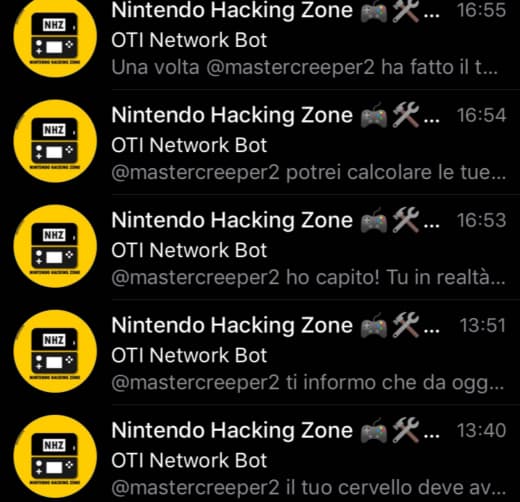 Nintendo Hacking Zone 🎮🛠️... 16:55
OTI Network Bot
Una volta @mastercreeper2 ha fatto il t...
NHZ
NINTENDO HACKING ZONE
Nintendo Hacking Zone 🎮🛠️... 16:54
OTI Network Bot
@mastercreeper2 potrei calcolare le tue...
NHZ
NINTENDO HACKING ZONE
Nintendo Hacking Zone 🎮🛠️... 16:53
OTI Network Bot
@mastercreeper2 ho capito! Tu in realtà...
NHZ
NINTENDO HACKING ZONE
Nintendo Hacking Zone 🎮🛠️... 13:51
OTI Network Bot
@mastercreeper2 ti informo che da ogg...
NHZ
NINTENDO HACKING ZONE
Nintendo Hacking Zone 🎮🛠️... 13:40
OTI Network Bot
@mastercreeper2 il tuo cervello deve av...
NHZ
NINTENDO HACKING ZONE